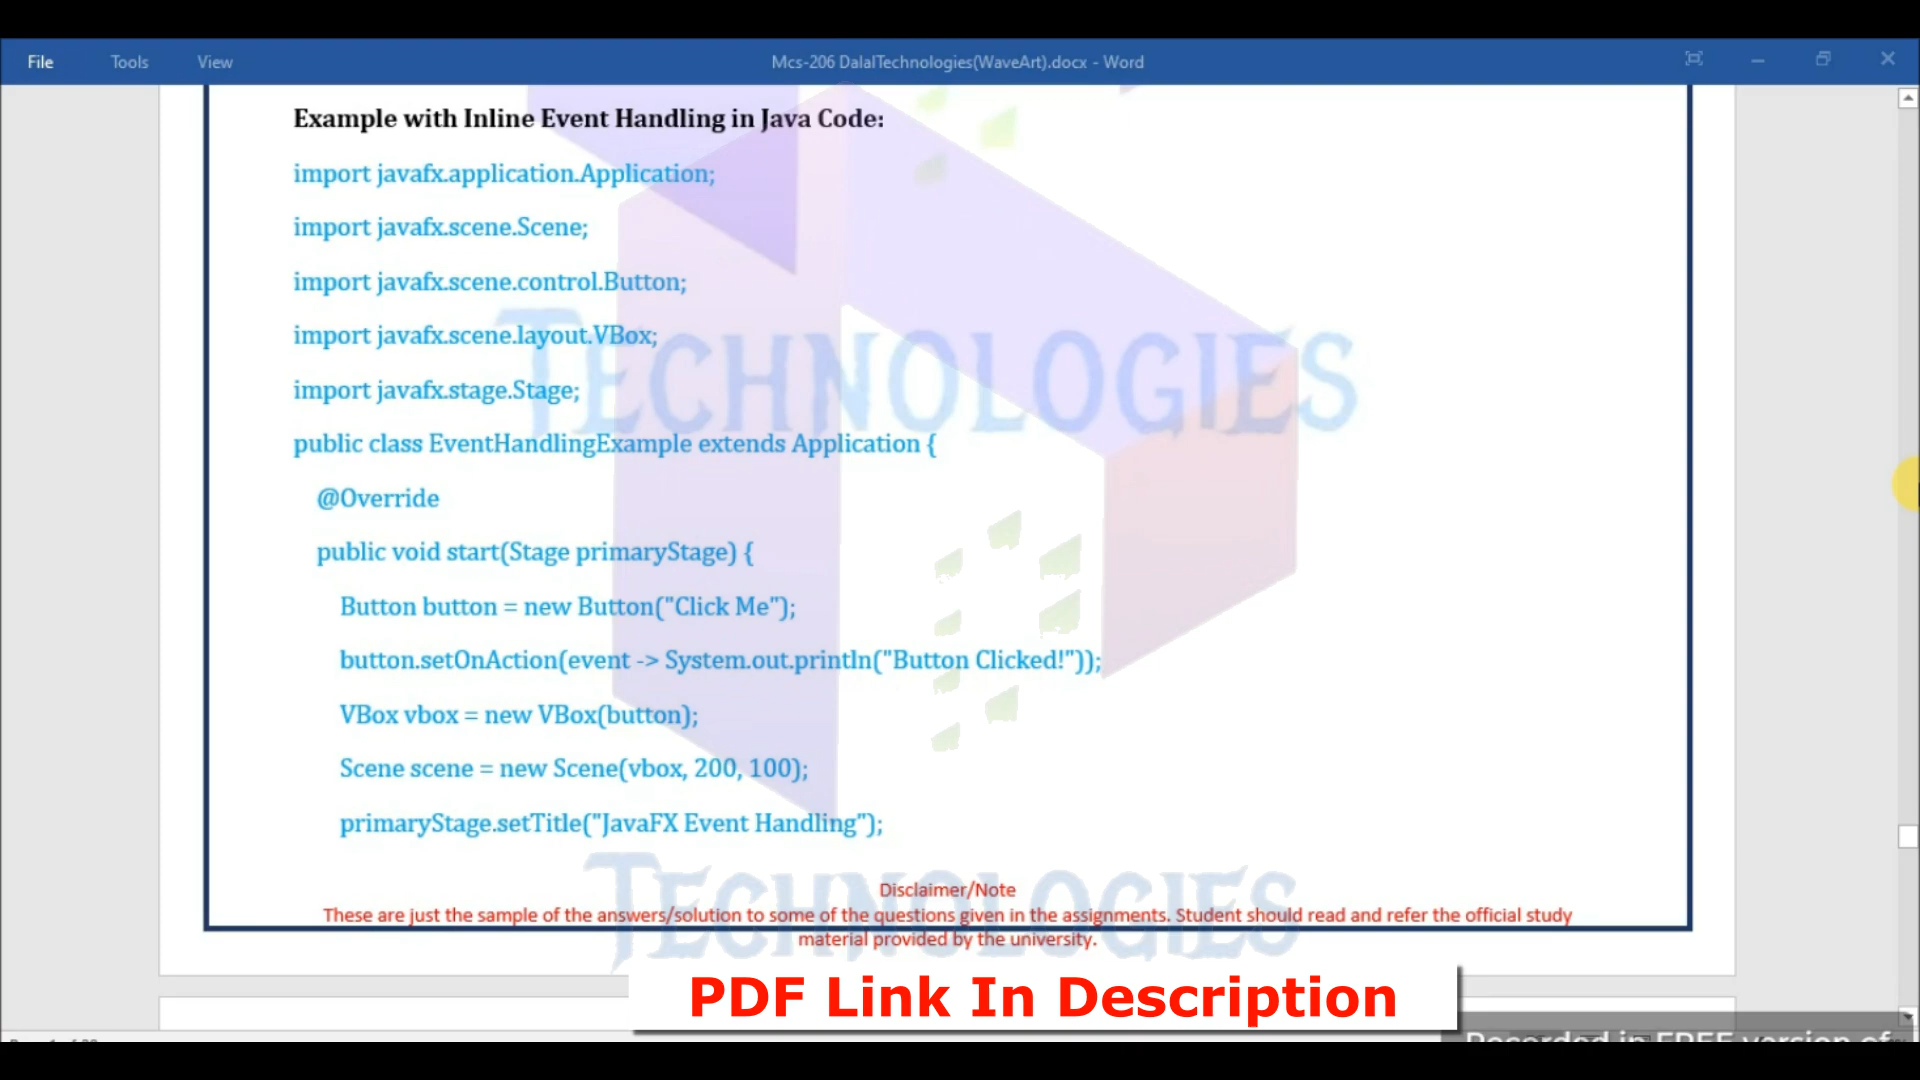 File Tools View Mcs-206 DalalTechnologies(WaveArt).docx - Word
Example with Inline Event Handling in Java Code:
import javafx.application.Application;
import javafx.scene.Scene;
import javafx.scene.control.Button;
import javafx.scene.layout.VBox;
TECHNOLOGIES
import javafx.stage.Stage;
public class EventHandlingExample extends Application {
@Override
public void start(Stage primaryStage) {
Button button = new Button("Click Me");
button.setOnAction(event -> System.out.println("Button Clicked!"));
VBox vbox = new VBox(button);
Scene scene = new Scene(vbox, 200, 100);
primaryStage.setTitle("JavaFX Event Handling");
TECHNOLOGIES
Disclaimer/Note
These are just the sample of the answers/solution to some of the questions given in the assignments. Student should read and refer the official study
material provided by the university.
PDF Link In Description
Recorded in FREE version of